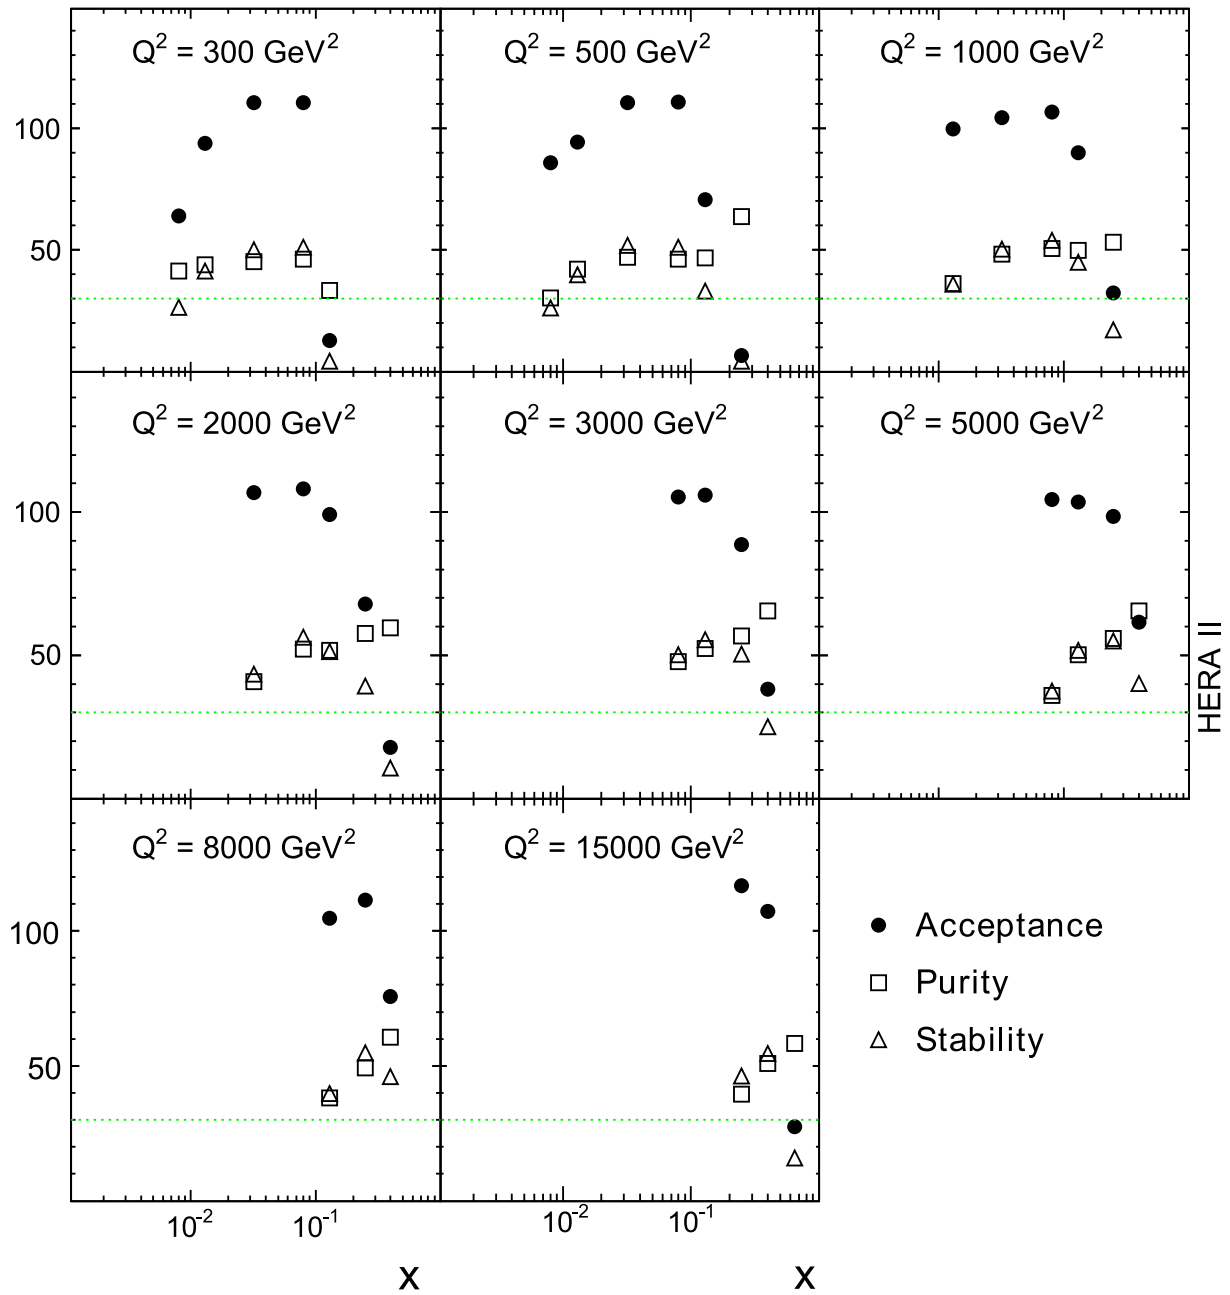 Q² = 300 GeV²
Q² = 500 GeV²
Q² = 1000 GeV²
100
50
Q² = 2000 GeV²
Q² = 3000 GeV²
Q² = 5000 GeV²
100
50
HERA II
Q² = 8000 GeV²
Q² = 15000 GeV²
100
50
Acceptance
Purity
Stability
10⁻²
10⁻¹
10⁻²
10⁻¹
x
x